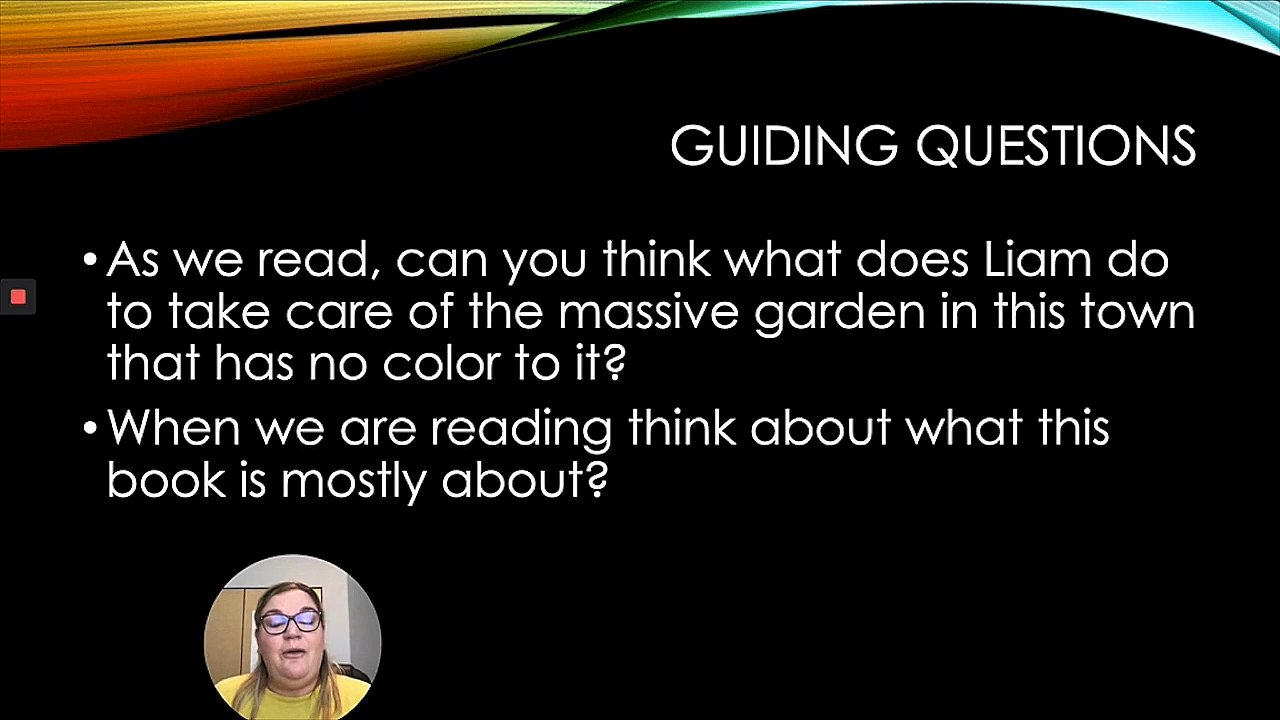 GUIDING QUESTIONS
• As we read, can you think what does Liam do
to take care of the massive garden in this town
that has no color to it?
• When we are reading think about what this
book is mostly about?